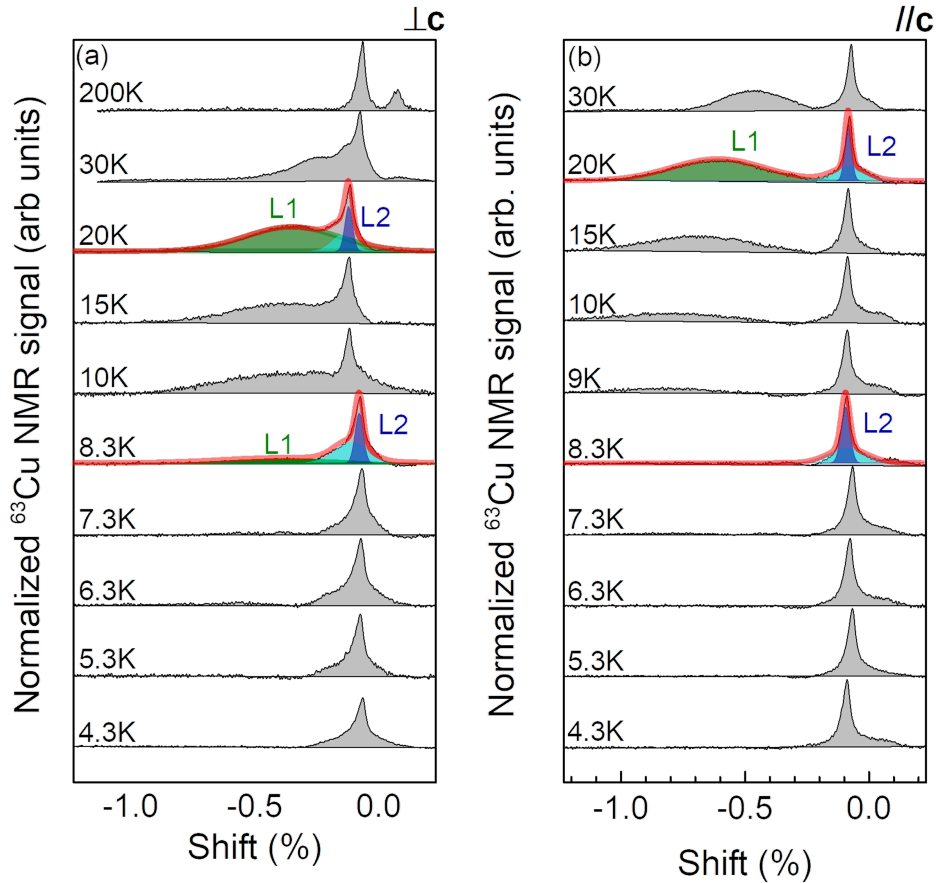 ⊥c
(a)
200K
30K
L1
L2
20K
15K
10K
L1
L2
8.3K
7.3K
6.3K
5.3K
4.3K
-1.0 -0.5 0.0
Shift (%)
Normalized ⁶³Cu NMR signal (arb units)
//c
(b)
30K
L1
L2
20K
15K
10K
9K
L2
8.3K
7.3K
6.3K
5.3K
4.3K
-1.0 -0.5 0.0
Shift (%)
Normalized ⁶³Cu NMR signal (arb. units)